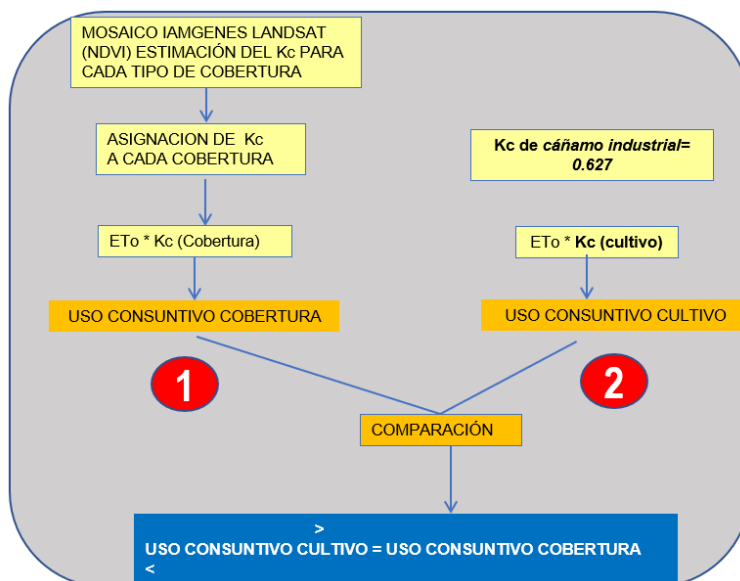 MOSAICO IAMGENES LANDSAT
(NDVI) ESTIMACIÓN DEL Kc PARA
CADA TIPO DE COBERTURA
ASIGNACION DE Kc
A CADA COBERTURA
ETo * Kc (Cobertura)
USO CONSUNTIVO COBERTURA
1
Kc de cáñamo industrial=
0.627
ETo * Kc (cultivo)
USO CONSUNTIVO CULTIVO
2
COMPARACIÓN
>
USO CONSUNTIVO CULTIVO = USO CONSUNTIVO COBERTURA
<